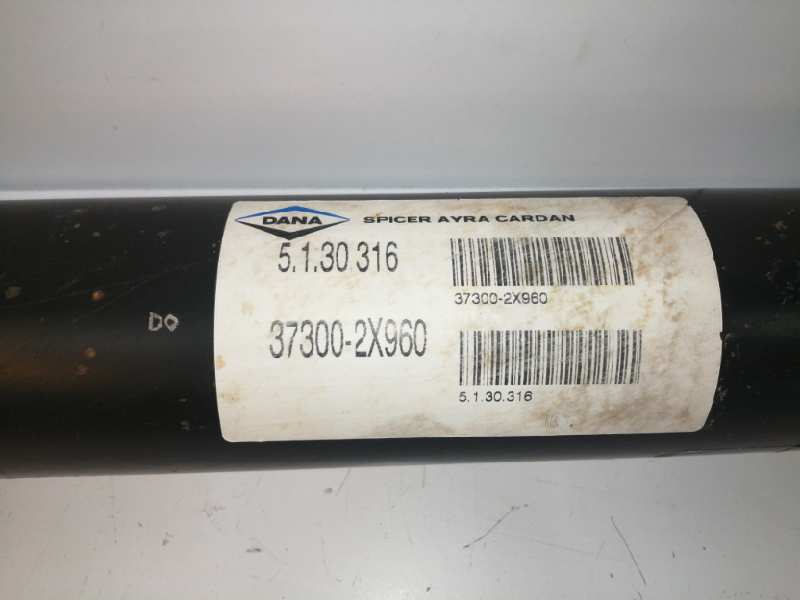 DANA SPICER AYRA CARDAN
5.1.30 316
37300-2X960
37300-2X960
5.1.30.316
DO